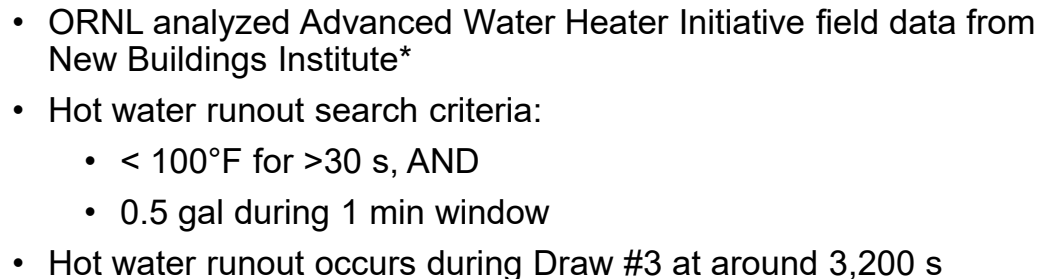 • ORNL analyzed Advanced Water Heater Initiative field data from
New Buildings Institute*
• Hot water runout search criteria:
• < 100°F for >30 s, AND
• 0.5 gal during 1 min window
• Hot water runout occurs during Draw #3 at around 3,200 s